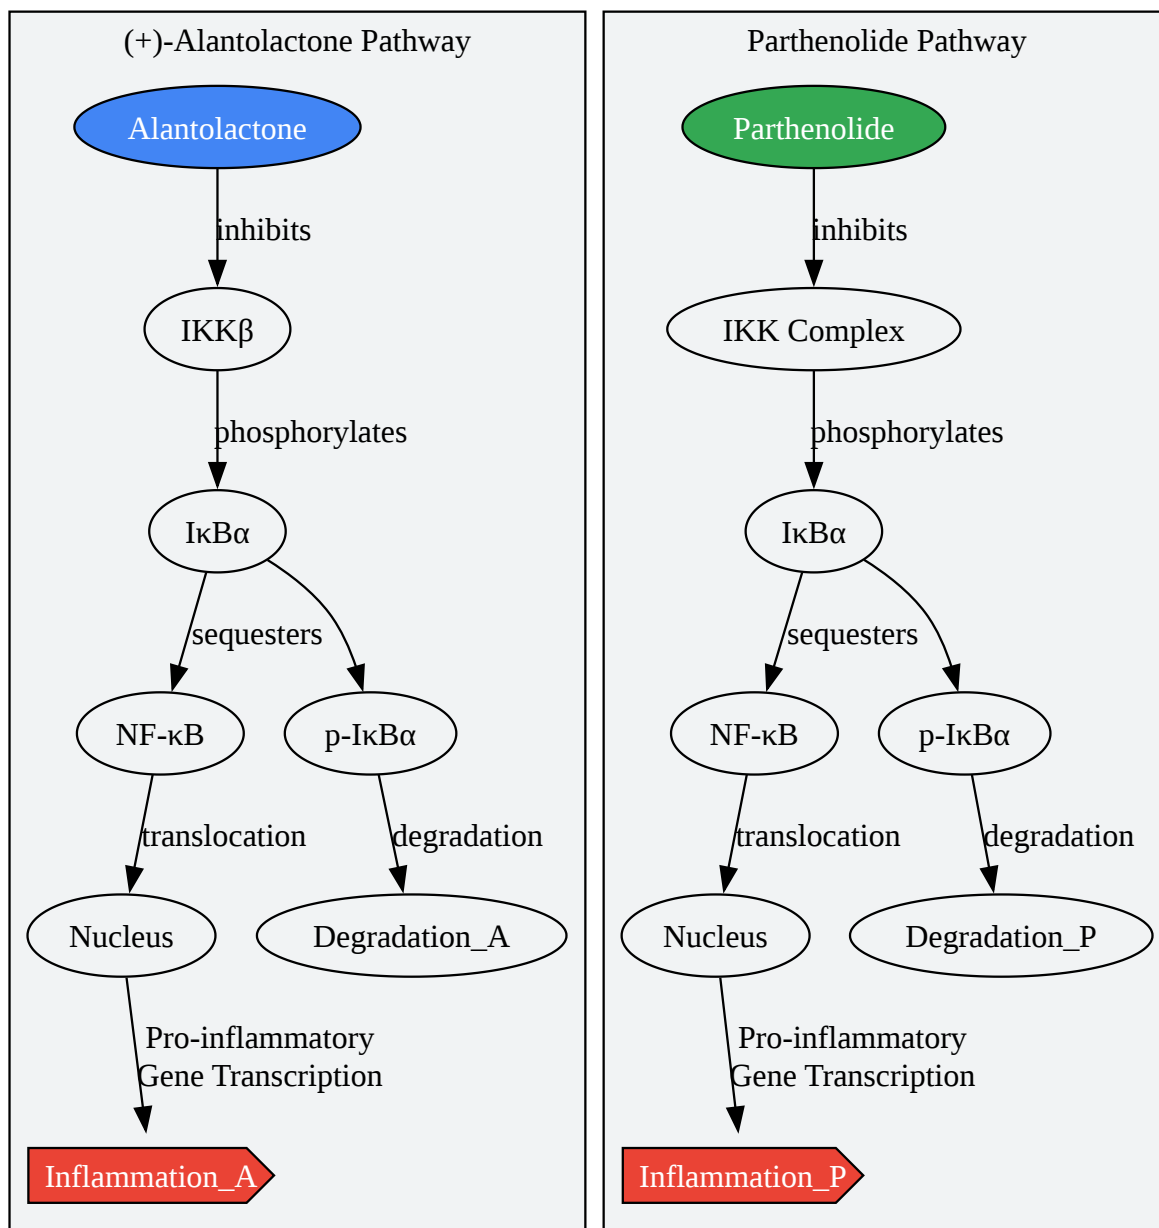 (+)-Alantolactone Pathway
Alantolactone
inhibits
IKKβ
phosphorylates
IκBα
sequesters
NF-κB
p-IκBα
translocation
degradation
Nucleus
Degradation_A
Pro-inflammatory
Gene Transcription
Inflammation_A
Parthenolide Pathway
Parthenolide
inhibits
IKK Complex
phosphorylates
IκBα
sequesters
NF-κB
p-IκBα
translocation
degradation
Nucleus
Degradation_P
Pro-inflammatory
Gene Transcription
Inflammation_P